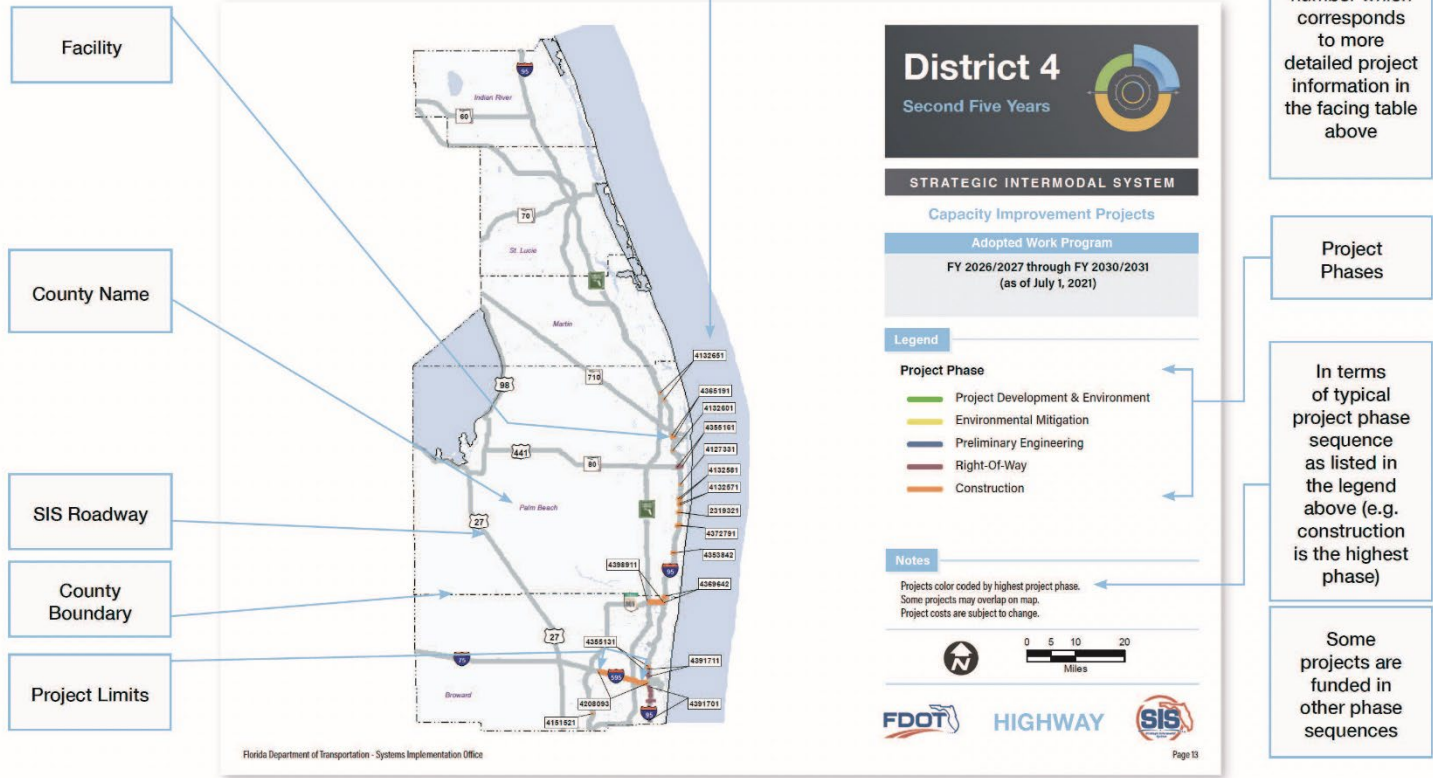 Facility
County Name
SIS Roadway
County
Boundary
Project Limits
95
Indian River
60
70
St. Lucie
Martin
98
710
441
80
Palm Beach
27
95
27
75
595
Broward
95
4132651
4365191
4132601
4355161
4127331
4132581
4132571
2319321
4372791
4353842
4398911
4369642
4355131
4391711
4208093
4391701
4151521
Florida Department of Transportation - Systems Implementation Office
District 4
Second Five Years
STRATEGIC INTERMODAL SYSTEM
Capacity Improvement Projects
Adopted Work Program
FY 2026/2027 through FY 2030/2031
(as of July 1, 2021)
Legend
Project Phase
Project Development & Environment
Environmental Mitigation
Preliminary Engineering
Right-Of-Way
Construction
Notes
Projects color coded by highest project phase.
Some projects may overlap on map.
Project costs are subject to change.
N
0 5 10 20
Miles
FDOT
HIGHWAY
SIS
Page 13
number which
corresponds
to more
detailed project
information in
the facing table
above
Project
Phases
In terms
of typical
project phase
sequence
as listed in
the legend
above (e.g.
construction
is the highest
phase)
Some
projects are
funded in
other phase
sequences